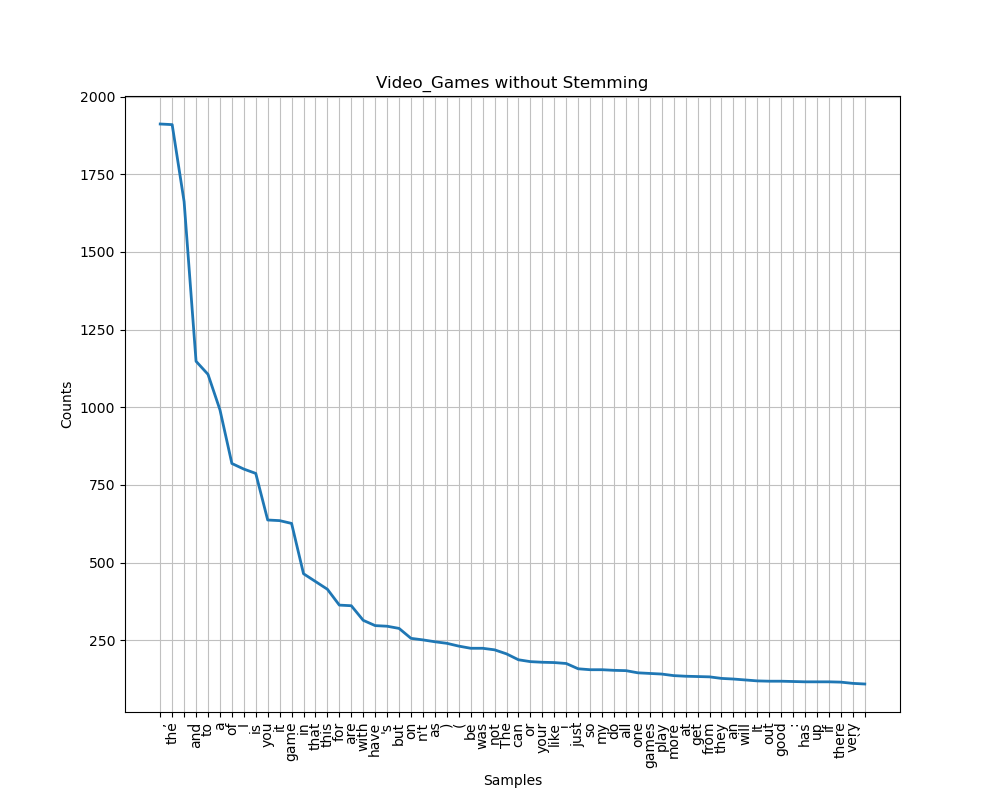 Video_Games without Stemming
2000
1750
1500
1250
1000
750
500
250
Counts
the
,
and
to
a
of
I
is
you
it
game
in
that
this
for
are
with
have
's
but
on
n't
as
)
(
be
was
not
The
can
or
your
like
!
just
so
my
do
all
one
games
play
more
at
get
from
they
an
will
It
out
good
:
has
up
If
there
very
Samples